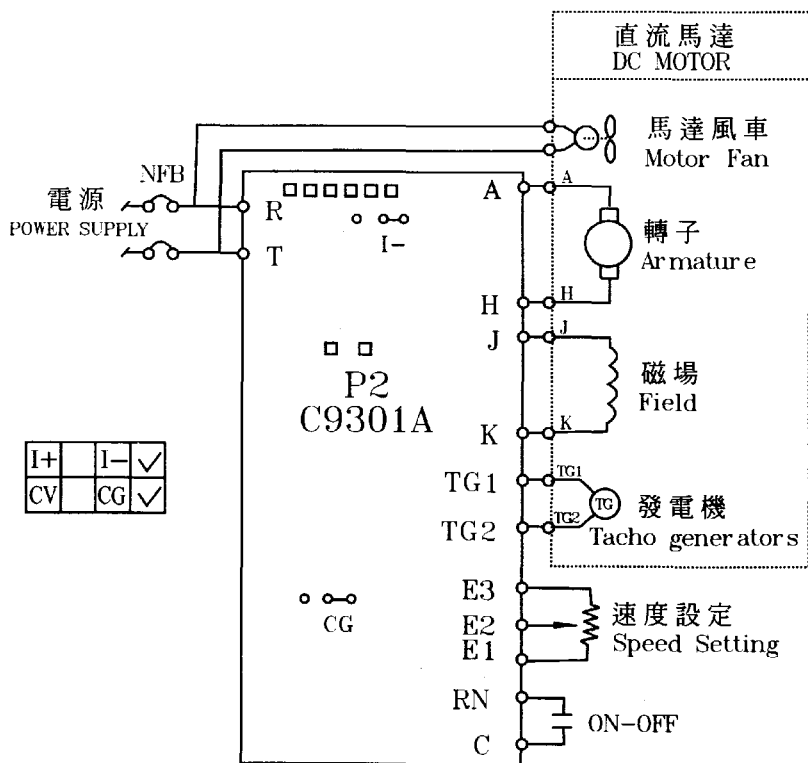 直流馬達
DC MOTOR
馬達風車
Motor Fan
NFB
電源
POWER SUPPLY
R
T
I-
A
A
轉子
Armature
H
H
J
J
磁場
Field
K
K
P2
C9301A
I+ I- ✓
CV CG ✓
TG1
TG1
TG
發電機
Tacho generators
TG2
TG2
E3
E2
E1
速度設定
Speed Setting
CG
RN
C
ON-OFF